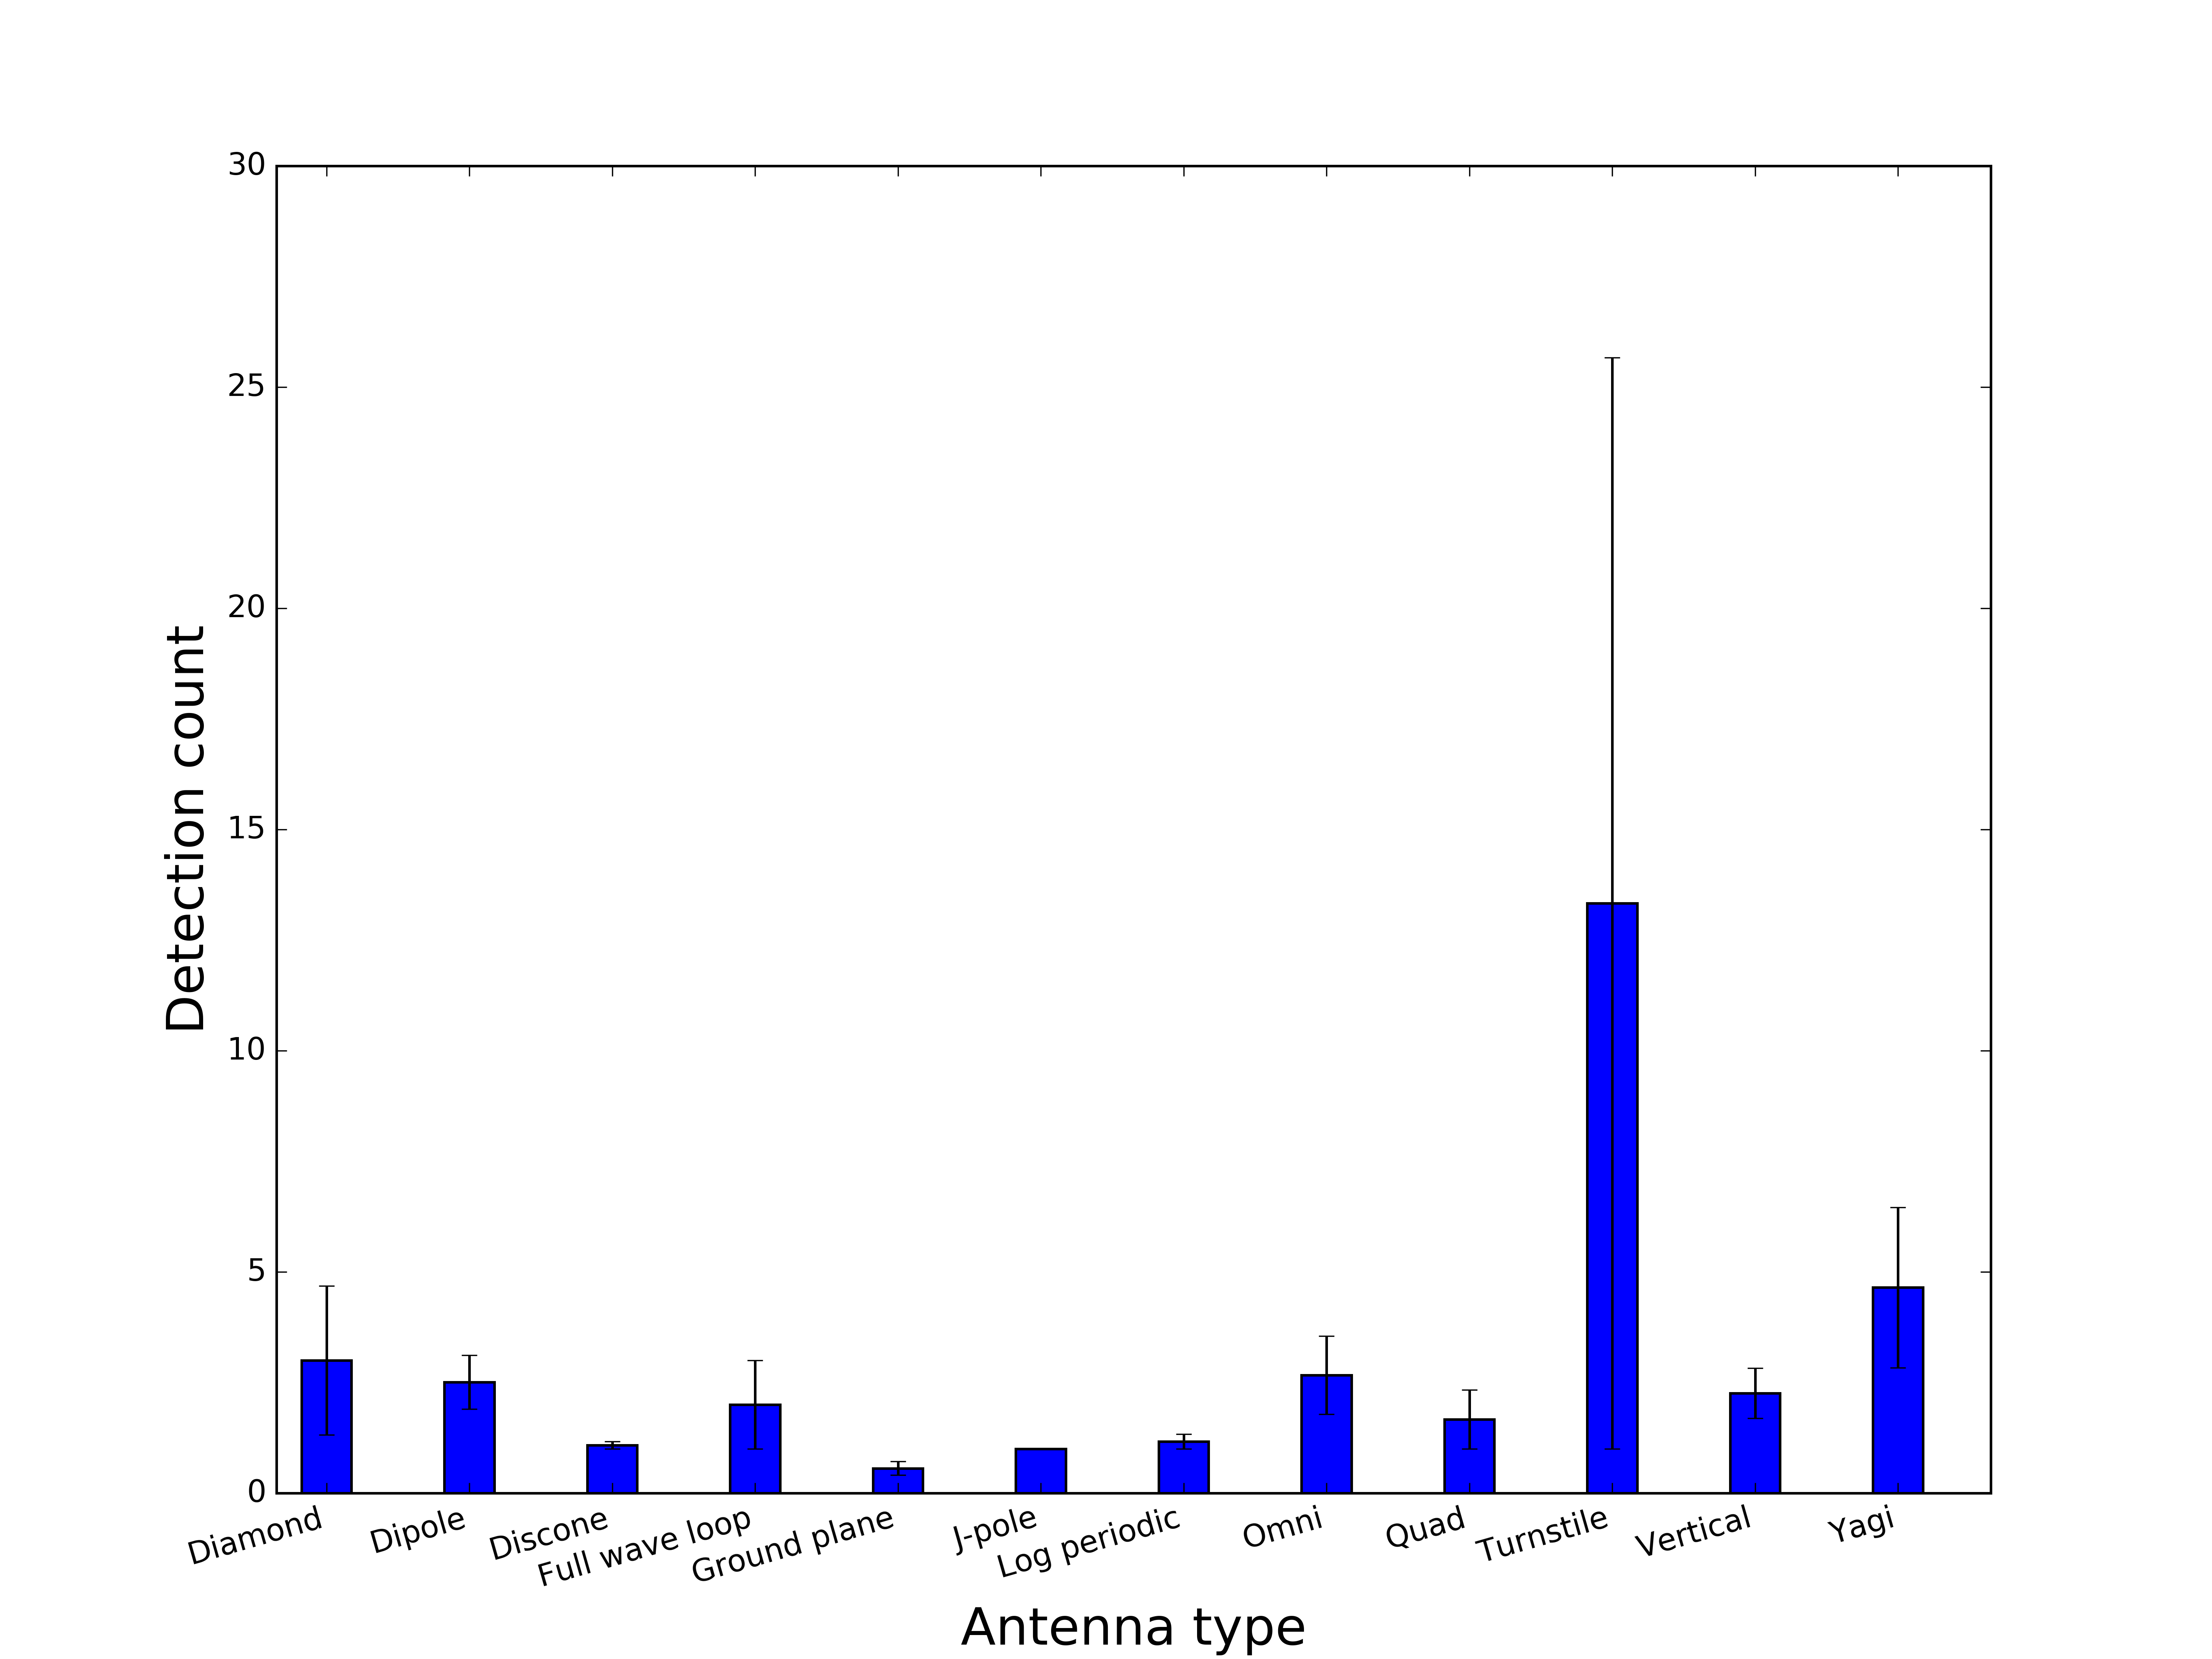 30
25
20
15
10
5
0
Detection count
Diamond
Dipole
Discone
Full wave loop
Ground plane
J-pole
Log periodic
Omni
Quad
Turnstile
Vertical
Yagi
Antenna type